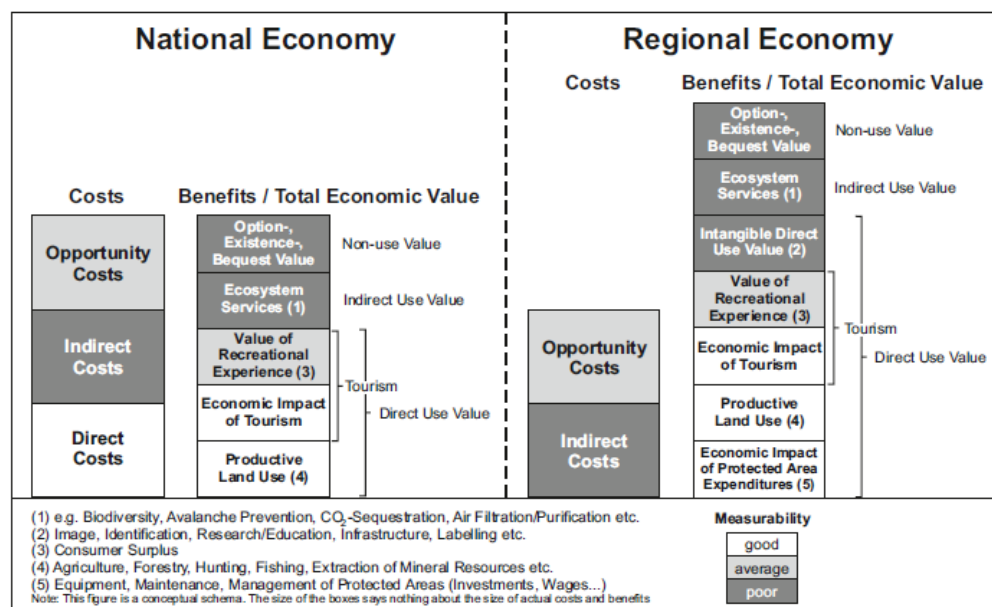 National Economy
Costs
Benefits / Total Economic Value
Opportunity
Costs
Indirect
Costs
Direct
Costs
Option-,
Existence-,
Bequest Value
Non-use Value
Ecosystem
Services (1)
Indirect Use Value
Value of
Recreational
Experience (3)
Tourism
Economic Impact
of Tourism
Direct Use Value
Productive
Land Use (4)
Regional Economy
Costs
Benefits / Total Economic Value
Opportunity
Costs
Indirect
Costs
Option-,
Existence-,
Bequest Value
Non-use Value
Ecosystem
Services (1)
Indirect Use Value
Intangible Direct
Use Value (2)
Value of
Recreational
Experience (3)
Tourism
Economic Impact
of Tourism
Direct Use Value
Productive
Land Use (4)
Economic Impact
of Protected Area
Expenditures (5)
(1) e.g. Biodiversity, Avalanche Prevention, CO₂-Sequestration, Air Filtration/Purification etc.
(2) Image, Identification, Research/Education, Infrastructure, Labelling etc.
(3) Consumer Surplus
(4) Agriculture, Forestry, Hunting, Fishing, Extraction of Mineral Resources etc.
(5) Equipment, Maintenance, Management of Protected Areas (Investments, Wages...)
Note: This figure is a conceptual schema. The size of the boxes says nothing about the size of actual costs and benefits
Measurability
good
average
poor